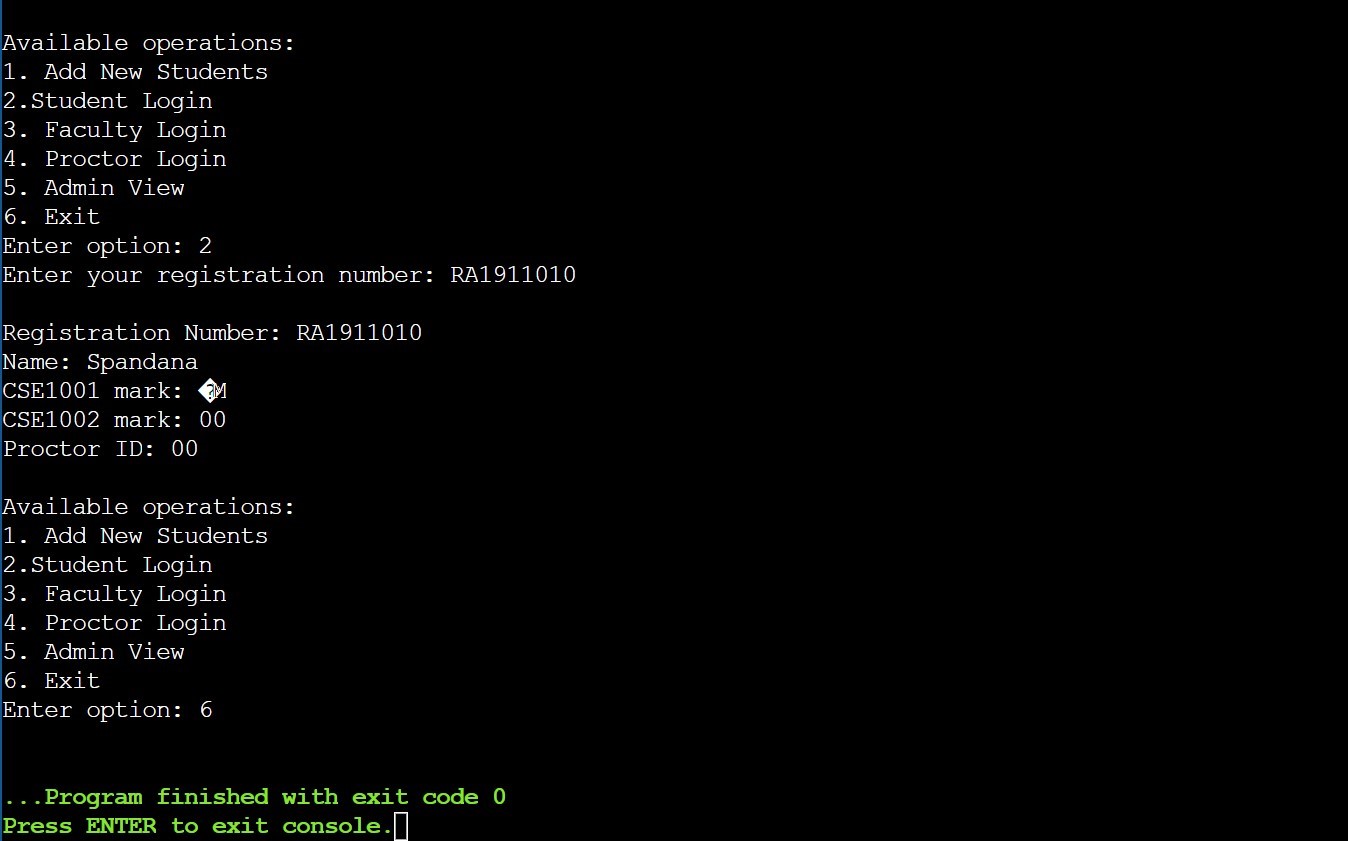 Available operations:
1. Add New Students
2.Student Login
3. Faculty Login
4. Proctor Login
5. Admin View
6. Exit
Enter option: 2
Enter your registration number: RA1911010
Registration Number: RA1911010
Name: Spandana
CSE1001 mark: �M
CSE1002 mark: 00
Proctor ID: 00
Available operations:
1. Add New Students
2.Student Login
3. Faculty Login
4. Proctor Login
5. Admin View
6. Exit
Enter option: 6
...Program finished with exit code 0
Press ENTER to exit console.